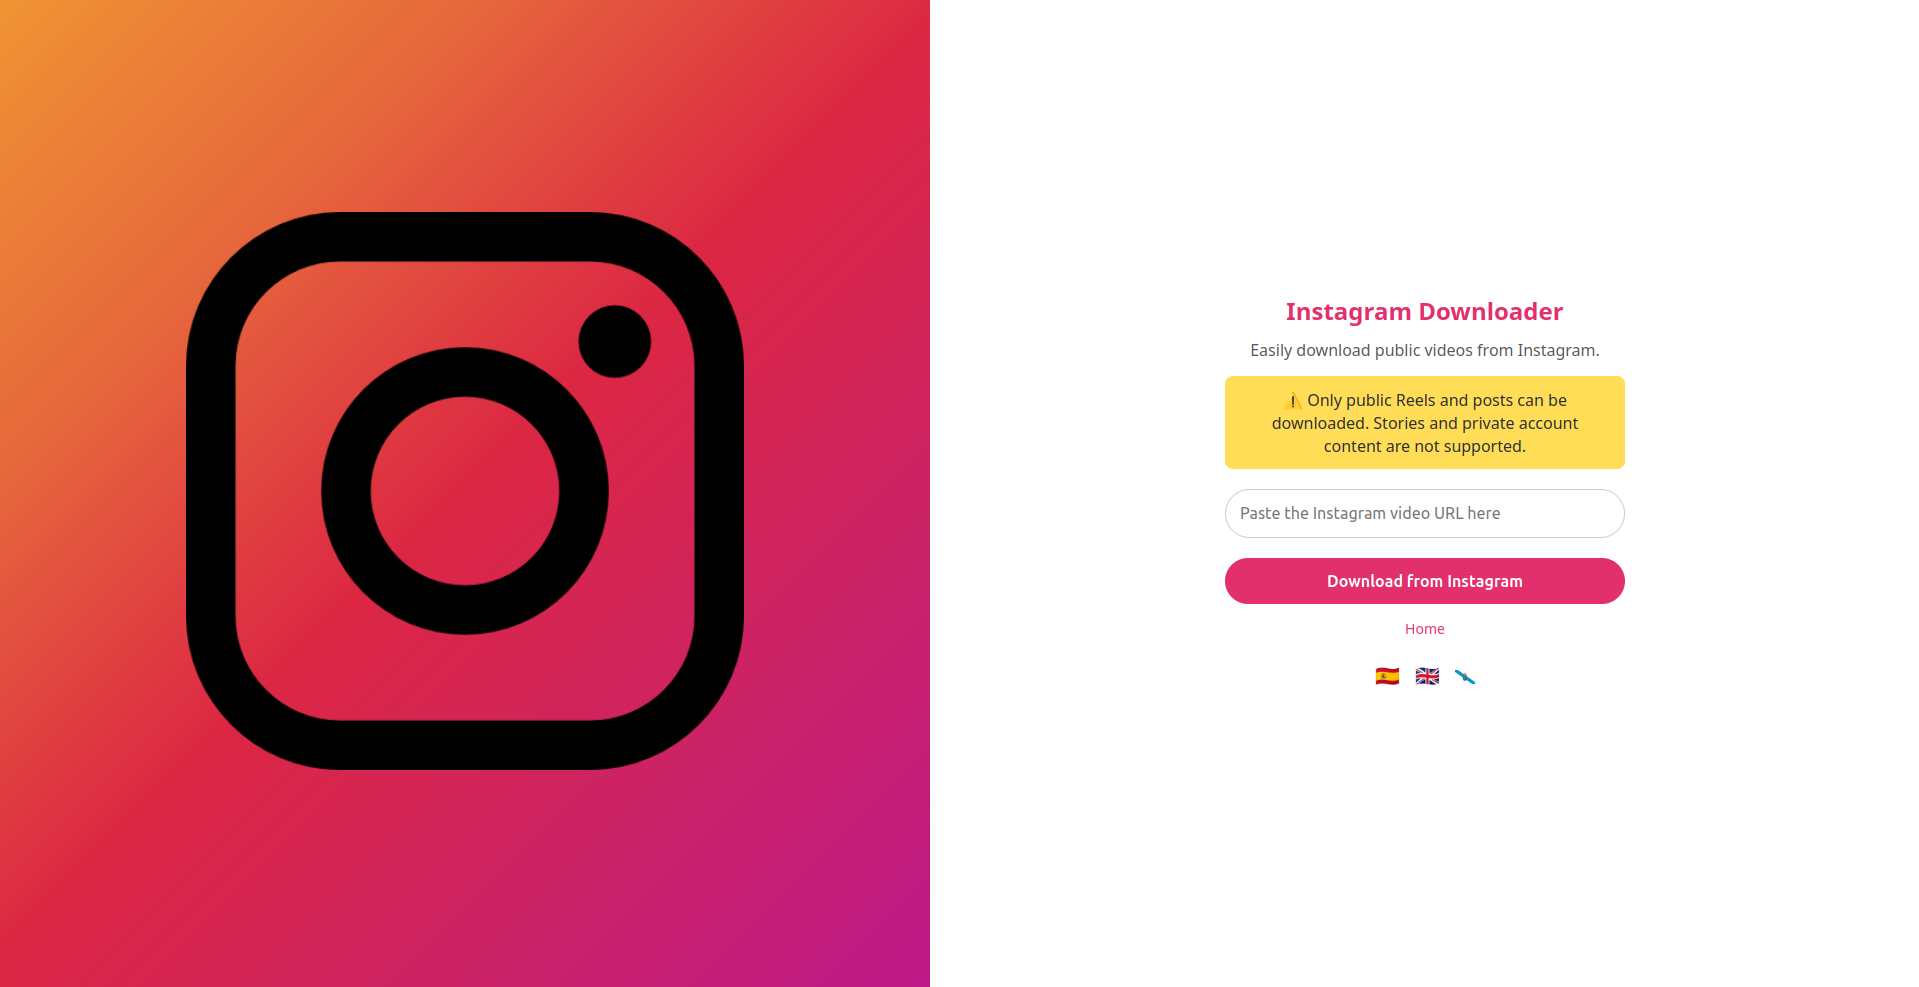 Instagram Downloader
Easily download public videos from Instagram.
⚠️ Only public Reels and posts can be
downloaded. Stories and private account
content are not supported.
Paste the Instagram video URL here
Download from Instagram
Home